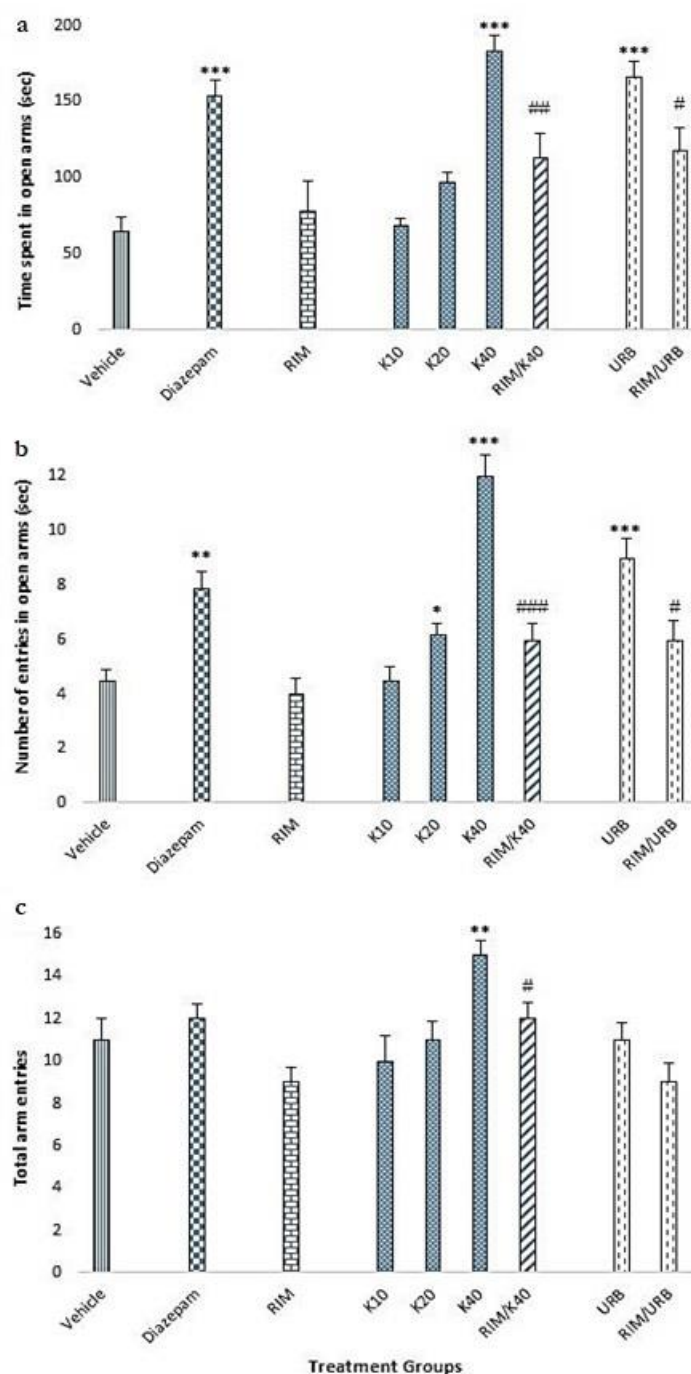 a
Time spent in open arms (sec)
200
150
100
50
0
***
***
##
***
#
Vehicle
Diazepam
RIM
K10
K20
K40
RIM/K40
URB
RIM/URB
b
Number of entries in open arms (sec)
12
10
8
6
4
2
0
**
*
***
###
***
#
Vehicle
Diazepam
RIM
K10
K20
K40
RIM/K40
URB
RIM/URB
c
Total arm entries
16
14
12
10
8
6
4
2
0
**
#
Vehicle
Diazepam
RIM
K10
K20
K40
RIM/K40
URB
RIM/URB
Treatment Groups